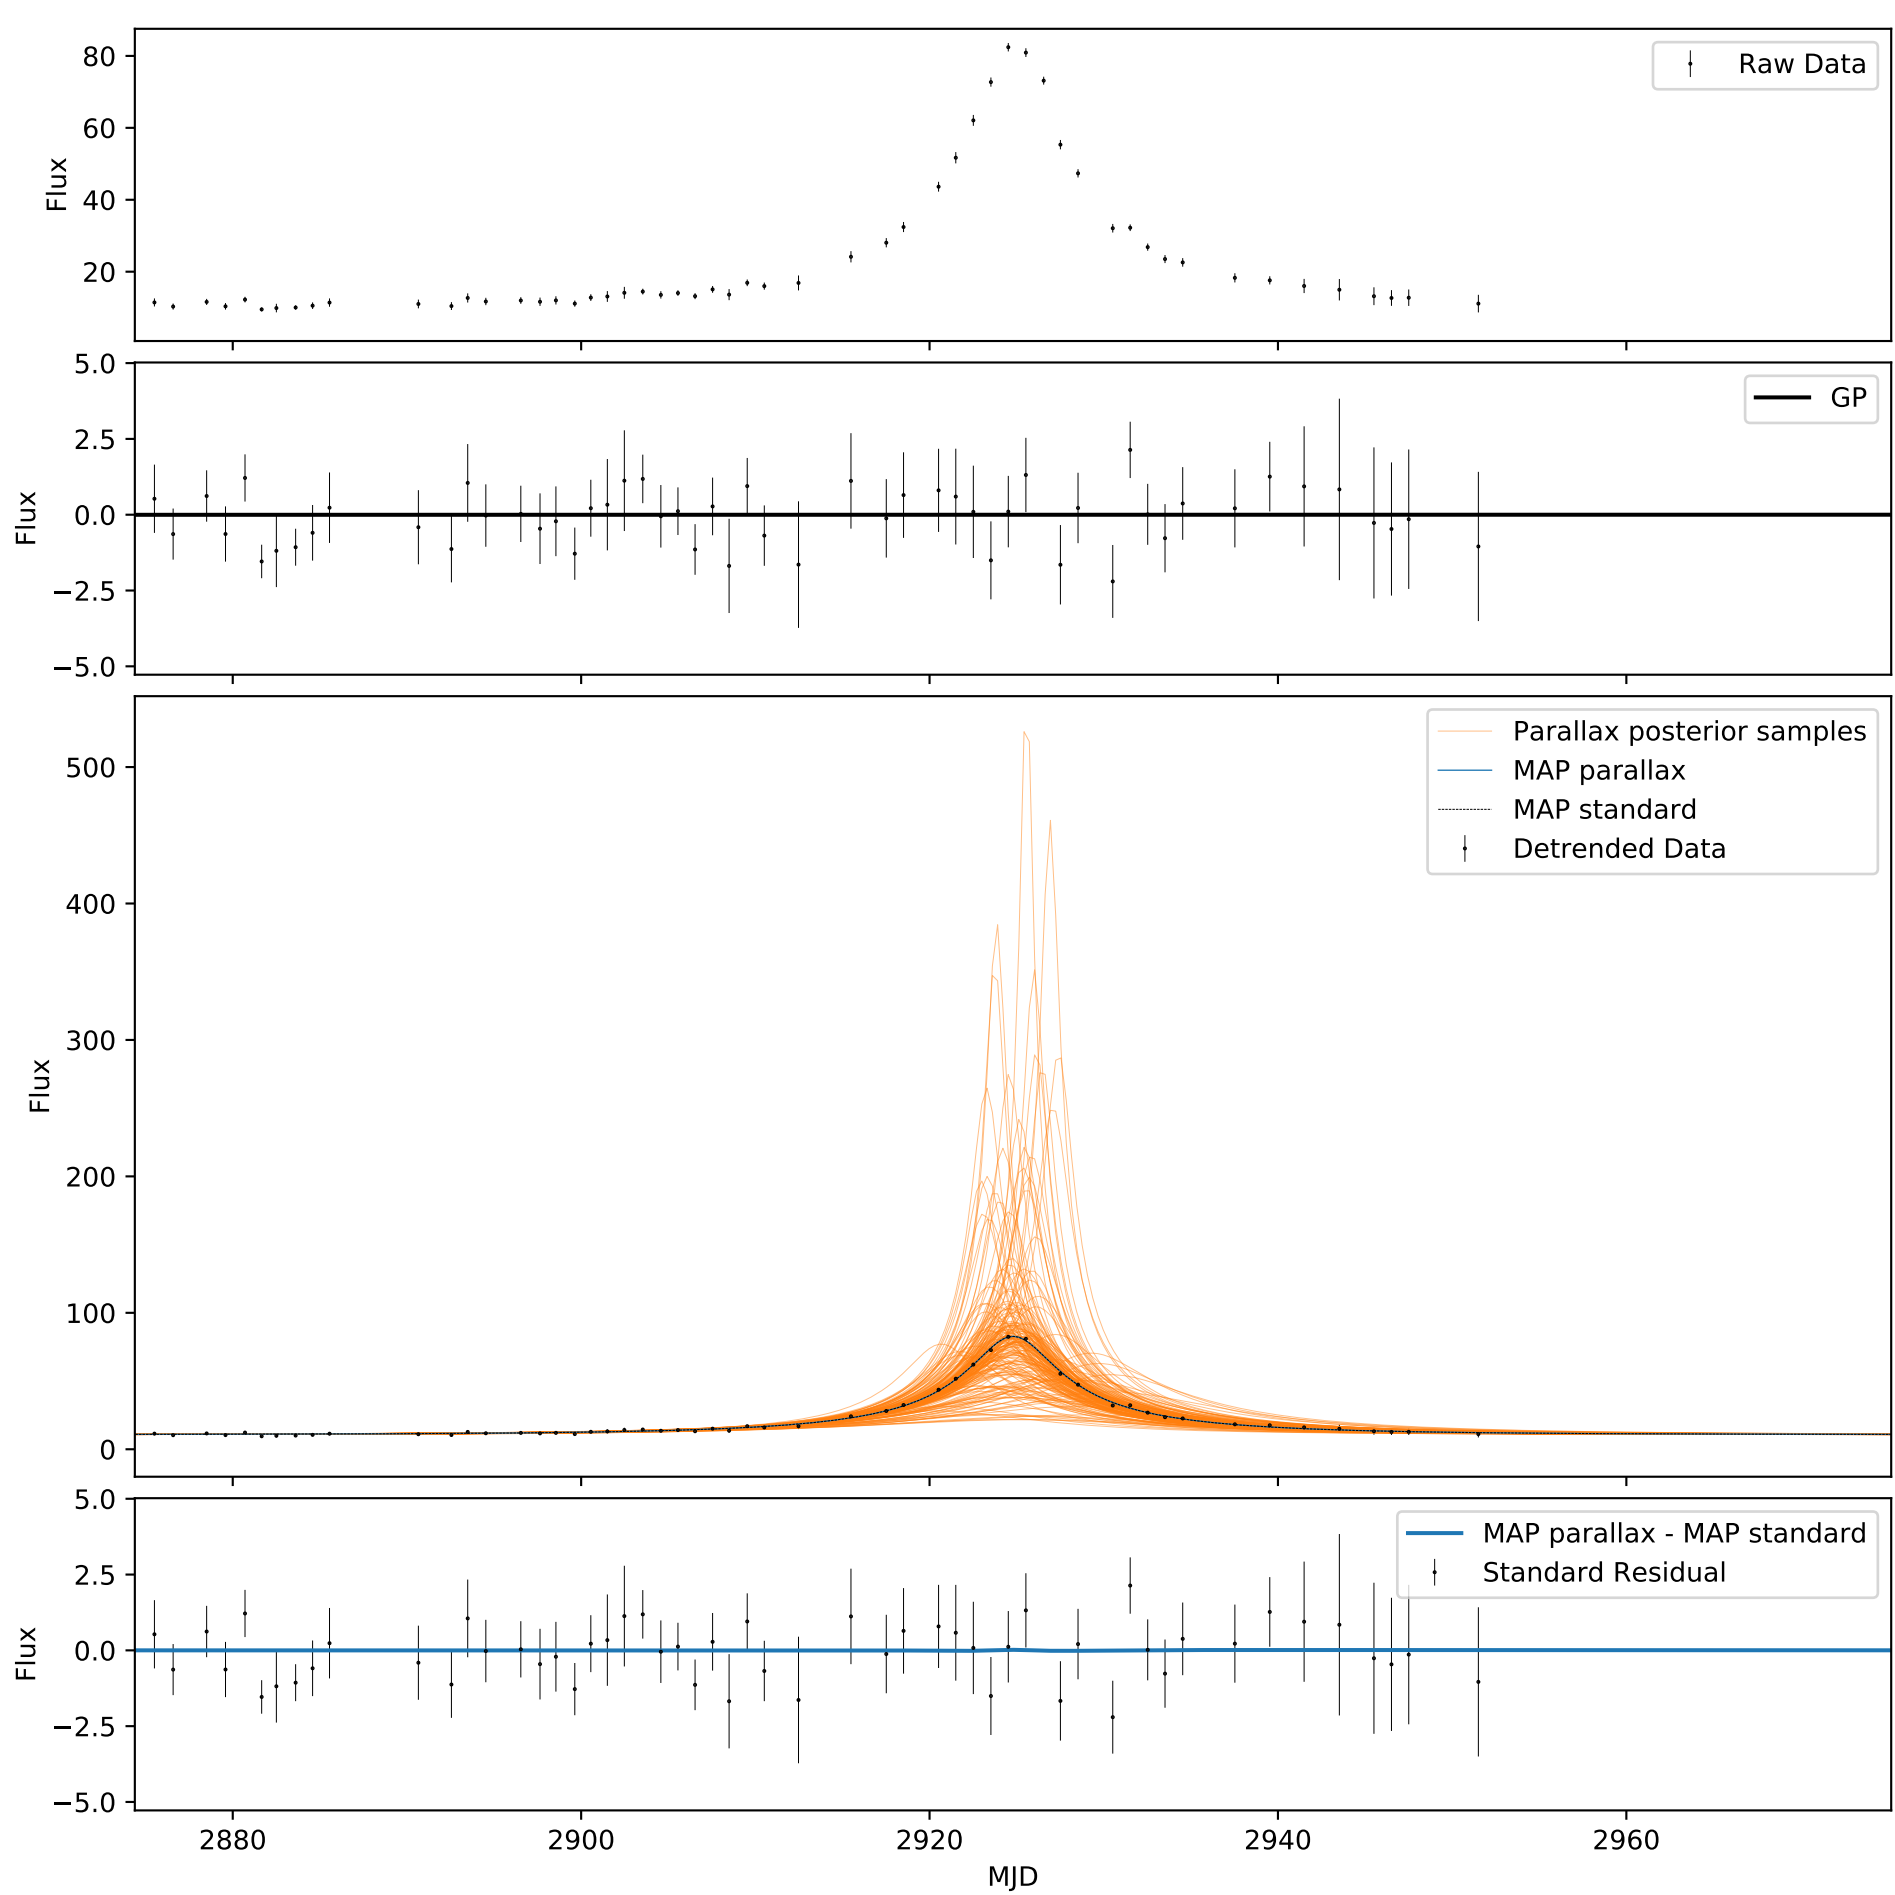 80
60
40
20
Flux
Raw Data
5.0
2.5
0.0
−2.5
−5.0
Flux
GP
500
400
300
200
100
0
Flux
Parallax posterior samples
MAP parallax
MAP standard
Detrended Data
5.0
2.5
0.0
−2.5
−5.0
Flux
MAP parallax - MAP standard
Standard Residual
2880 2900 2920 2940 2960
MJD